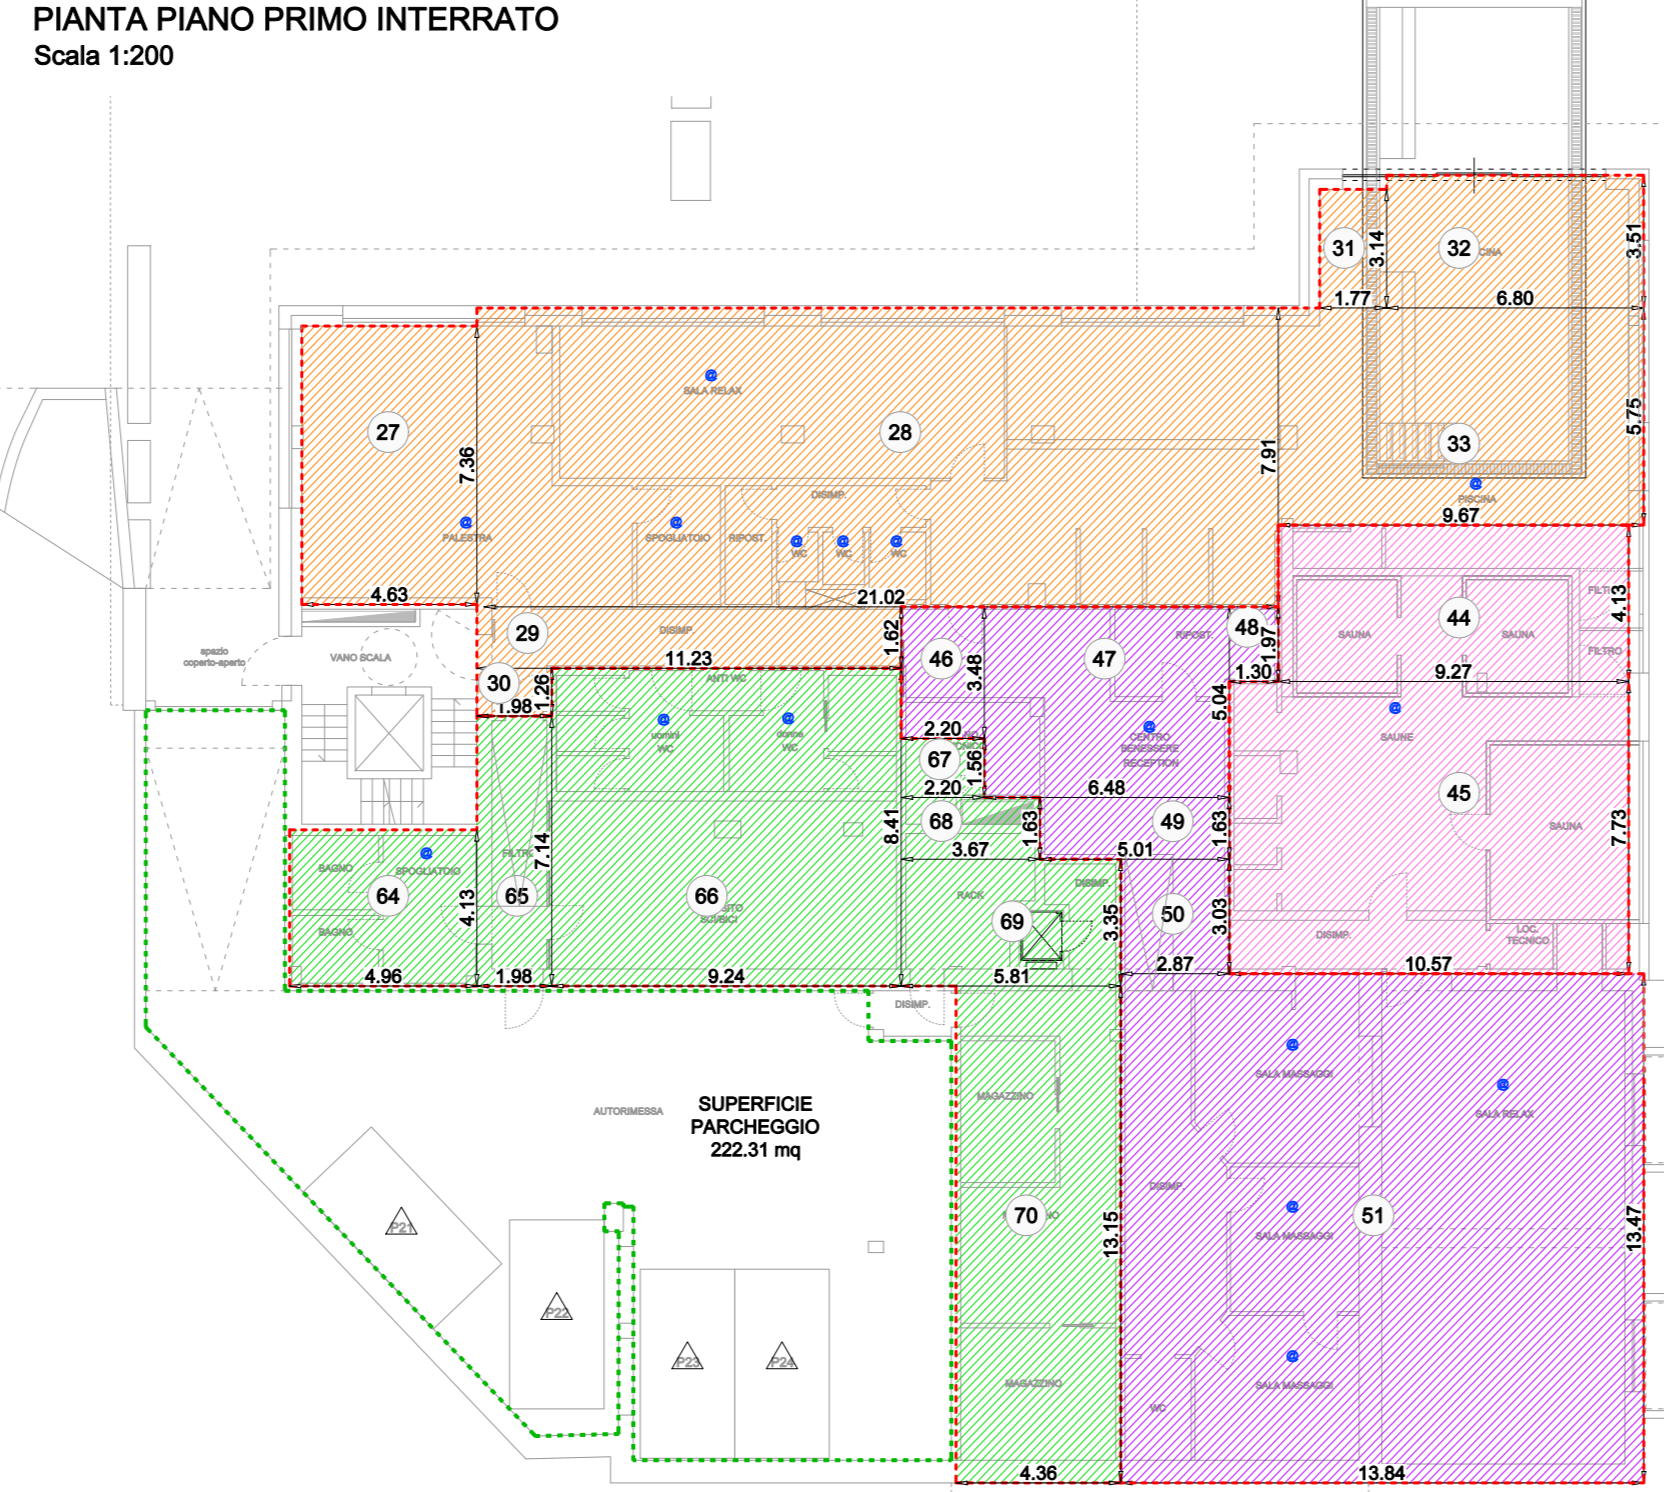 PIANTA PIANO PRIMO INTERRATO
Scala 1:200
31
3.14
32
3.51
1.77
6.80
@
SALA RELAX
27
28
33
5.75
7.36
7.91
@
PISCINA
DISIMP.
9.67
@
PALESTRA
@
SPOGLIATOIO
RIPOST.
@
WC
@
WC
@
WC
4.63
21.02
FILTRO
4.13
44
29
DISIMP.
1.62
46
3.48
47
RIPOST.
48
1.97
SAUNA
SAUNA
FILTRO
spazio
coperto-aperto
VANO SCALA
11.23
30
1.26
ANTI WC
1.30
9.27
1.98
@
uomini
WC
@
donna
WC
5.04
@
CENTRO
BENESSERE
RECEPTION
@
SAUNE
2.20
67
1.56
2.20
6.48
45
68
1.63
49
1.63
7.73
SAUNA
8.41
3.67
5.01
7.14
@
BAGNO
SPOGLIATOIO
64
4.13
65
66
RACK
DISIMP.
69
3.35
50
3.03
BAGNO
DISIMP.
LOC.
TECNICO
4.96
1.98
9.24
5.81
2.87
10.57
DISIMP.
@
SALA MASSAGGI
@
SALA RELAX
MAGAZZINO
AUTORIMESSA
SUPERFICIE
PARCHEGGIO
222.31 mq
DISIMP.
70
13.15
@
SALA MASSAGGI
51
13.47
P21
P22
P23
P24
MAGAZZINO
@
SALA MASSAGGI
WC
4.36
13.84